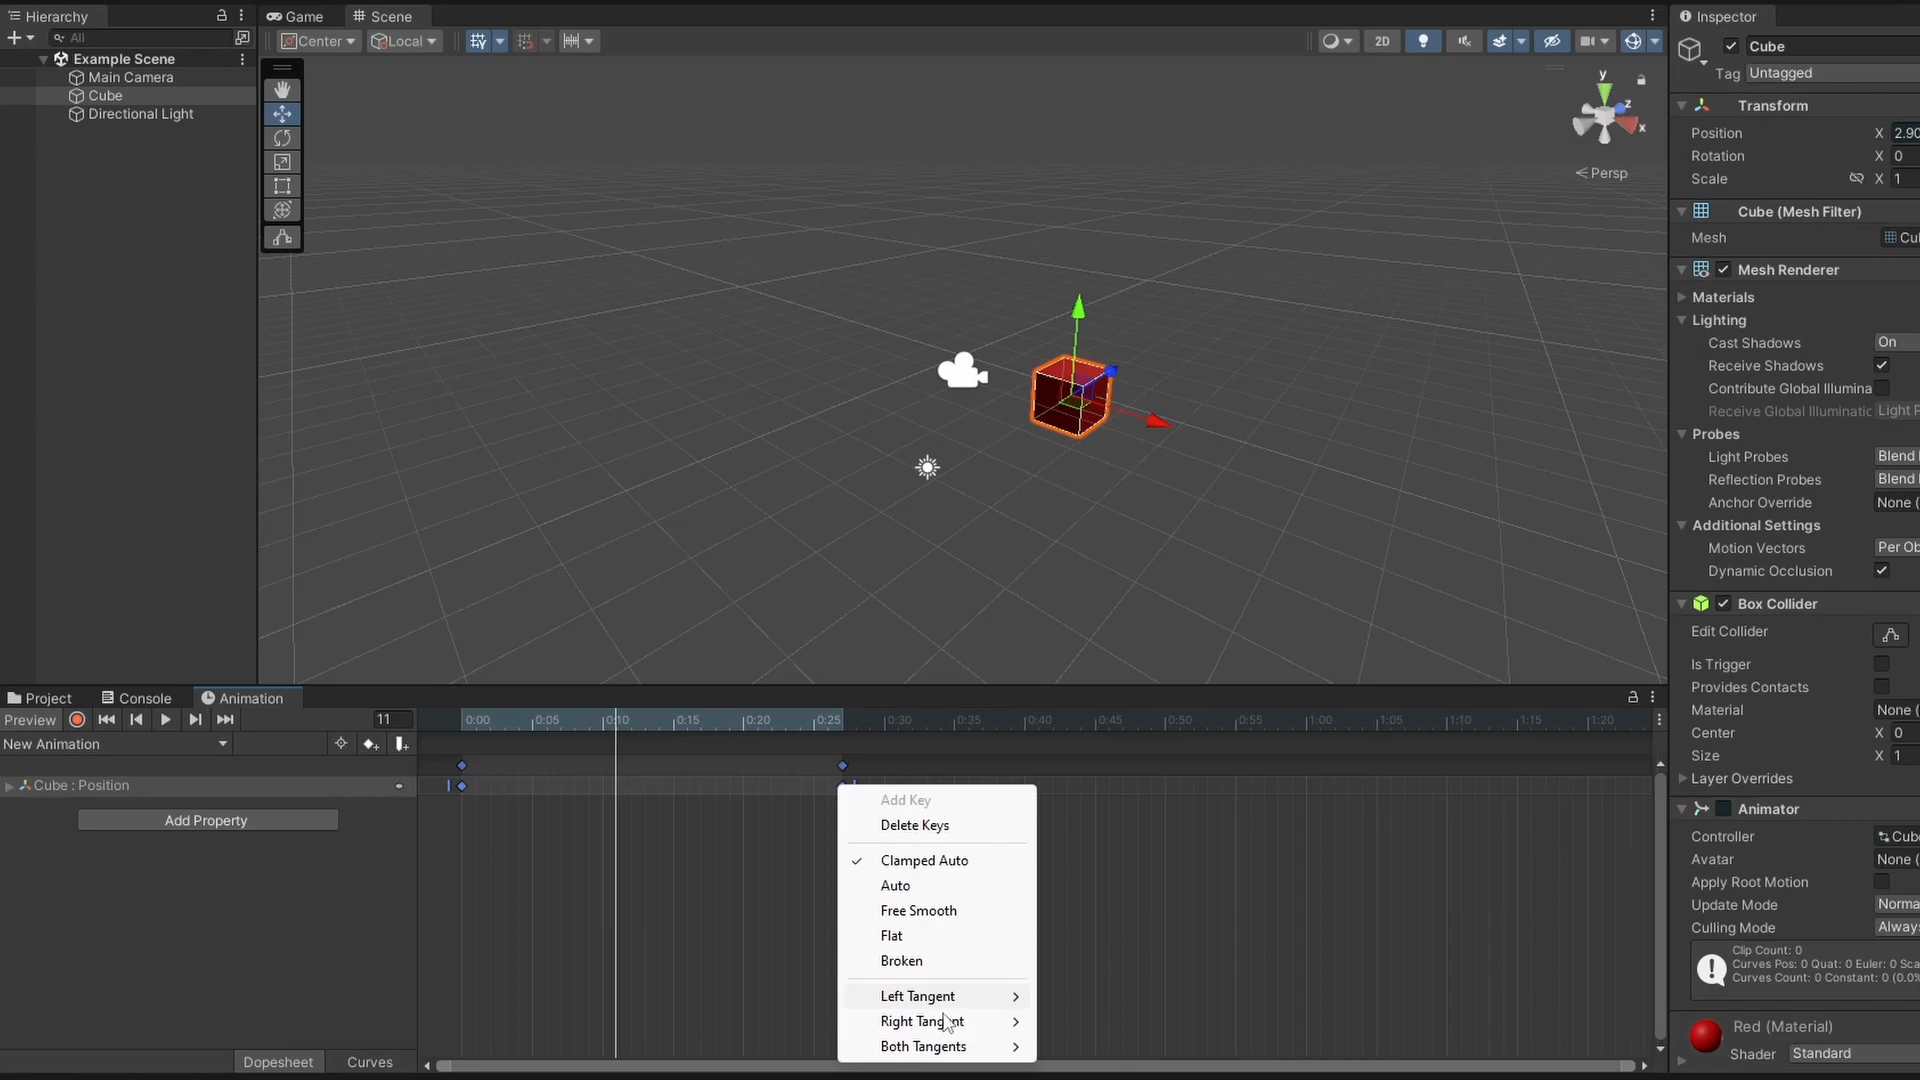 Hierarchy
All
Example Scene
Main Camera
Cube
Directional Light
Game
Scene
Center
Local
2D
y
z
x
Persp
Inspector
Cube
Tag Untagged
Transform
Position X 2.90
Rotation X 0
Scale X 1
Cube (Mesh Filter)
Mesh
Mesh Renderer
Materials
Lighting
Cast Shadows On
Receive Shadows
Contribute Global Illumina
Receive Global Illuminatic Light P
Probes
Light Probes Blend
Reflection Probes Blend
Anchor Override None (
Additional Settings
Motion Vectors Per Ob
Dynamic Occlusion
Box Collider
Edit Collider
Is Trigger
Provides Contacts
Material None (
Center X 0
Size X 1
Layer Overrides
Animator
Controller Cube
Avatar None (
Apply Root Motion
Update Mode Norma
Culling Mode Always
Clip Count: 0
Curves Pos: 0 Quat: 0 Euler: 0 Sca
Curves Count: 0 Constant: 0 (0.0%
Red (Material)
Shader Standard
Project
Console
Animation
Preview
11
0:00 0:05 0:10 0:15 0:20 0:25 0:30 0:35 0:40 0:45 0:50 0:55 1:00 1:05 1:10 1:15 1:20
New Animation
Cube : Position
Add Property
Dopesheet
Curves
Add Key
Delete Keys
Clamped Auto
Auto
Free Smooth
Flat
Broken
Left Tangent
Right Tangent
Both Tangents